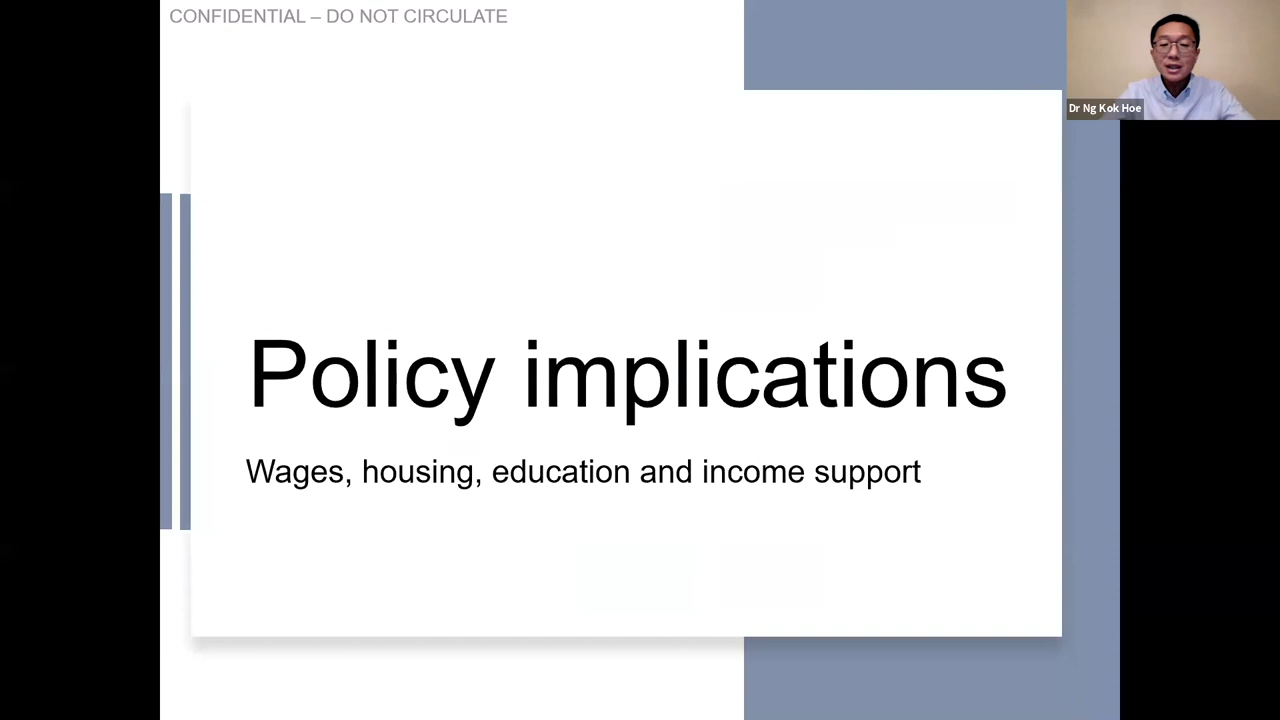 CONFIDENTIAL – DO NOT CIRCULATE
Dr Ng Kok Hoe
Policy implications
Wages, housing, education and income support